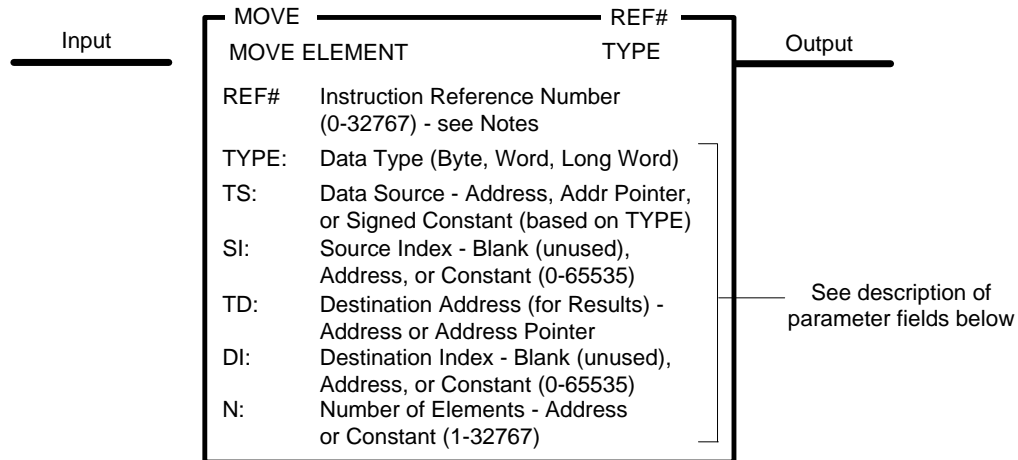 MOVE REF#
Input
MOVE ELEMENT TYPE
Output
REF# Instruction Reference Number
(0-32767) - see Notes
TYPE: Data Type (Byte, Word, Long Word)
TS: Data Source - Address, Addr Pointer,
or Signed Constant (based on TYPE)
SI: Source Index - Blank (unused),
Address, or Constant (0-65535)
TD: Destination Address (for Results) -
Address or Address Pointer
DI: Destination Index - Blank (unused),
Address, or Constant (0-65535)
N: Number of Elements - Address
or Constant (1-32767)
See description of
parameter fields below